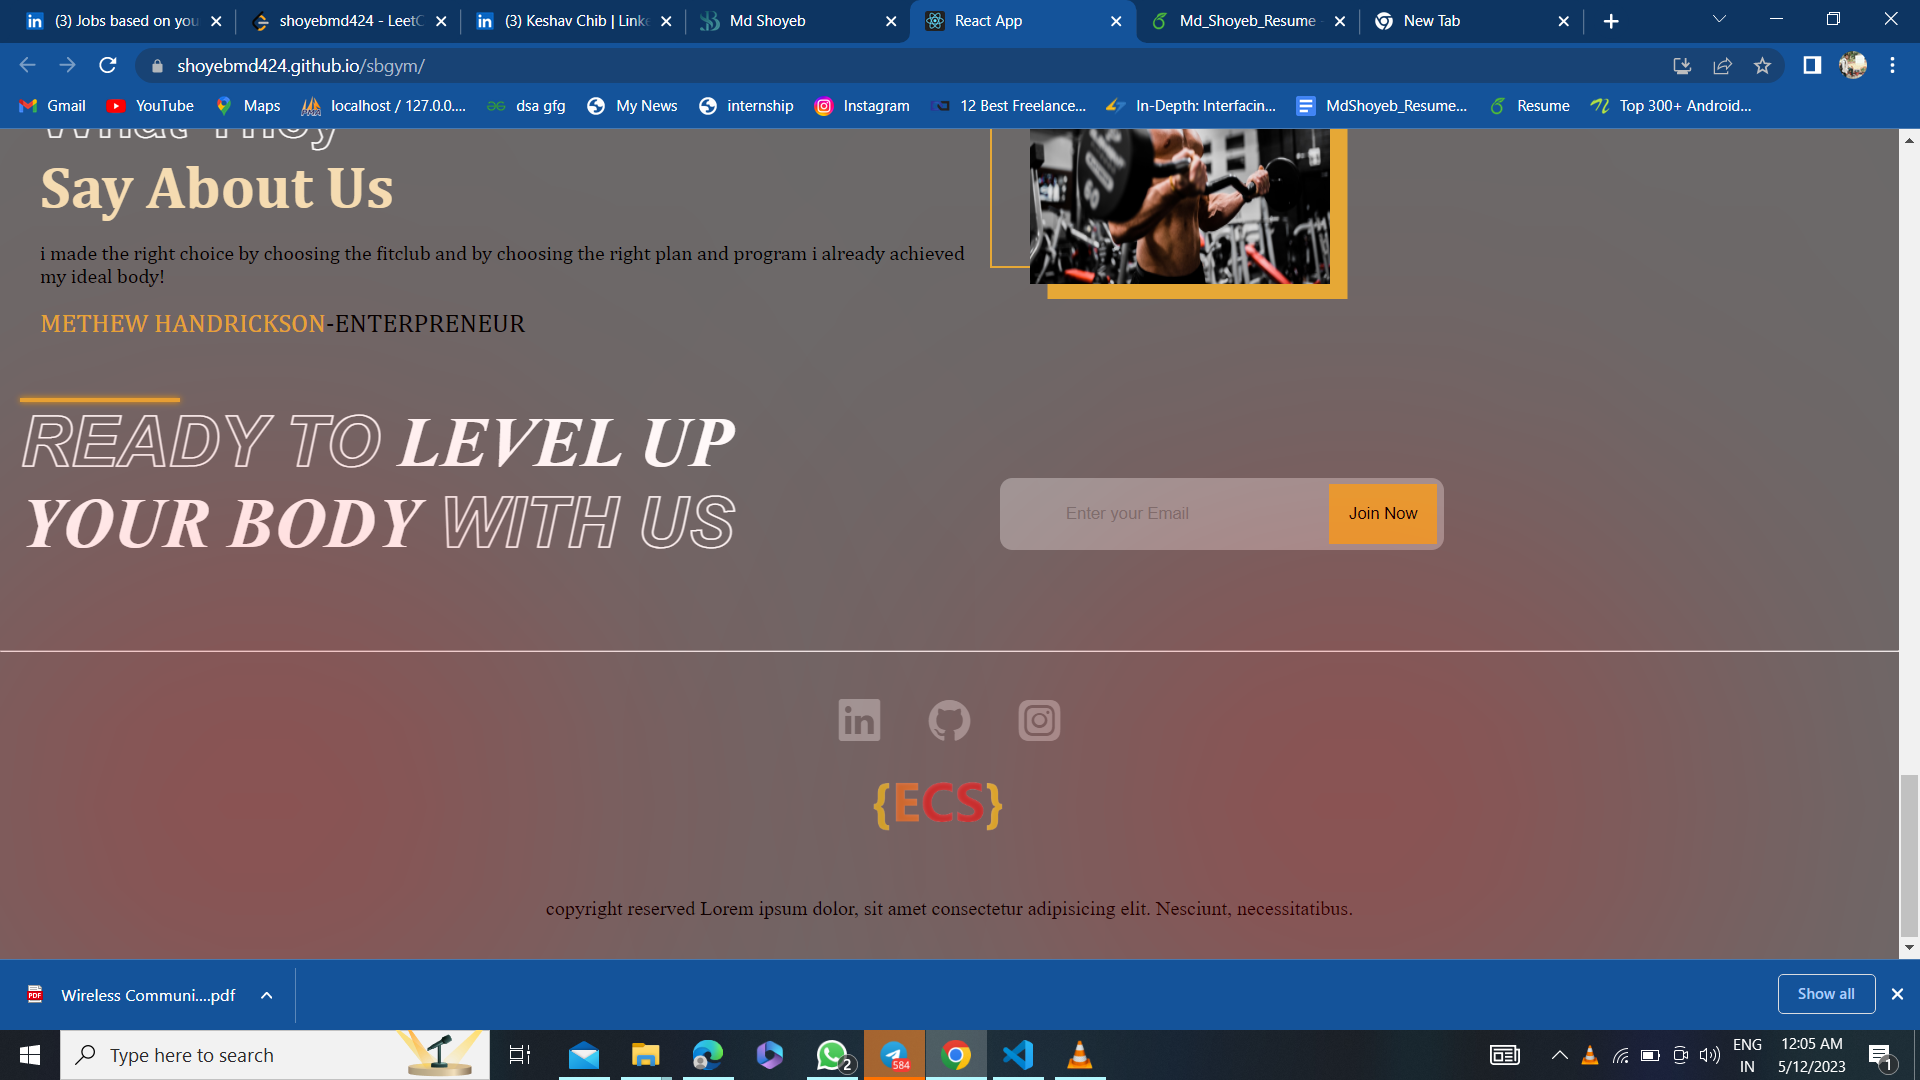 (3) Jobs based on you
shoyebmd424 - LeetC
(3) Keshav Chib | Linke
Md Shoyeb
React App
Md_Shoyeb_Resume -
New Tab
shoyebmd424.github.io/sbgym/
Gmail
YouTube
Maps
localhost / 127.0.0....
dsa gfg
My News
internship
Instagram
12 Best Freelance...
In-Depth: Interfacin...
MdShoyeb_Resume...
Resume
Top 300+ Android...
What They
Say About Us
i made the right choice by choosing the fitclub and by choosing the right plan and program i already achieved
my ideal body!
METHEW HANDRICKSON-ENTERPRENEUR
READY TO LEVEL UP
YOUR BODY WITH US
Enter your Email
Join Now
{ECS}
copyright reserved Lorem ipsum dolor, sit amet consectetur adipisicing elit. Nesciunt, necessitatibus.
Wireless Communi....pdf
Show all
Type here to search
2
584
ENG
IN
12:05 AM
5/12/2023
1